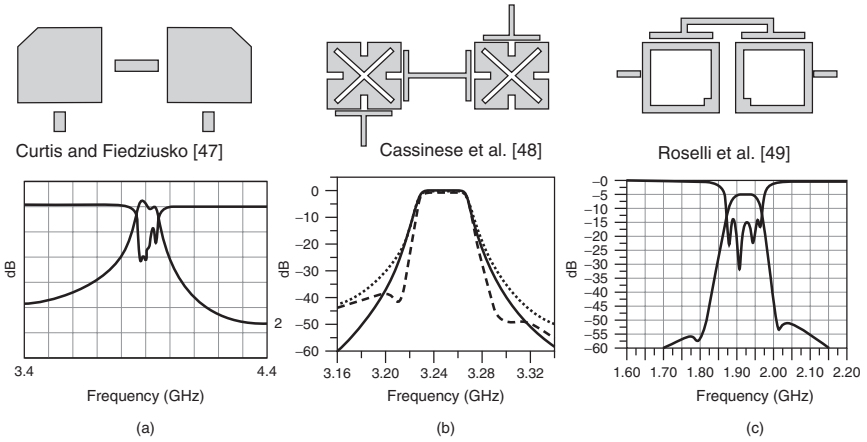 Curtis and Fiedziusko [47]
Cassinese et al. [48]
Roselli et al. [49]
dB
2
3.4
4.4
Frequency (GHz)
(a)
0
−10
−20
−30
−40
−50
−60
dB
3.16
3.20
3.24
3.28
3.32
Frequency (GHz)
(b)
−0
−5
−10
−15
−20
−25
−30
−35
−25
−45
−55
−55
−60
dB
1.60
1.70
1.80
1.90
2.00
2.10
2.20
Frequency (GHz)
(c)